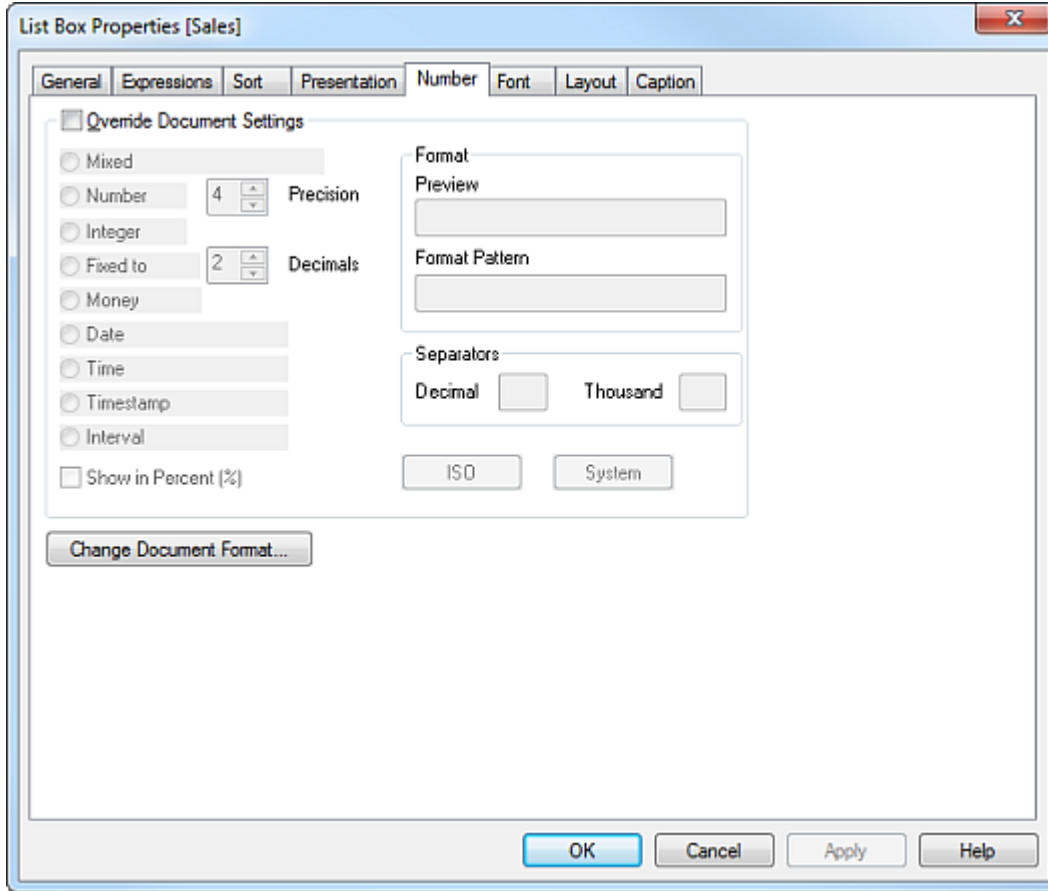 List Box Properties [Sales]
General Expressions Sort Presentation Number Font Layout Caption
Override Document Settings
Mixed
Number 4 Precision
Integer
Fixed to 2 Decimals
Money
Date
Time
Timestamp
Interval
Show in Percent (%)
Format
Preview
Format Pattern
Separators
Decimal Thousand
ISO System
Change Document Format...
OK Cancel Apply Help